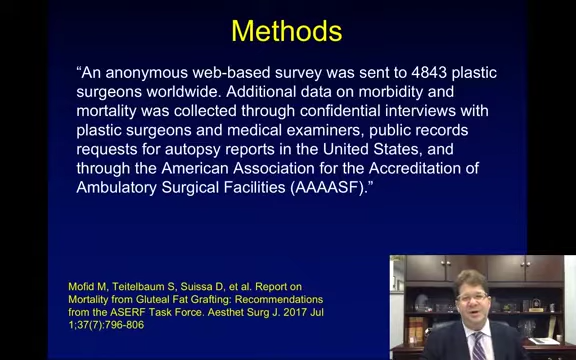 Methods
“An anonymous web-based survey was sent to 4843 plastic
surgeons worldwide. Additional data on morbidity and
mortality was collected through confidential interviews with
plastic surgeons and medical examiners, public records
requests for autopsy reports in the United States, and
through the American Association for the Accreditation of
Ambulatory Surgical Facilities (AAAASF).”
Mofid M, Teitelbaum S, Suissa D, et al. Report on
Mortality from Gluteal Fat Grafting: Recommendations
from the ASERF Task Force. Aesthet Surg J. 2017 Jul
1;37(7):796-806